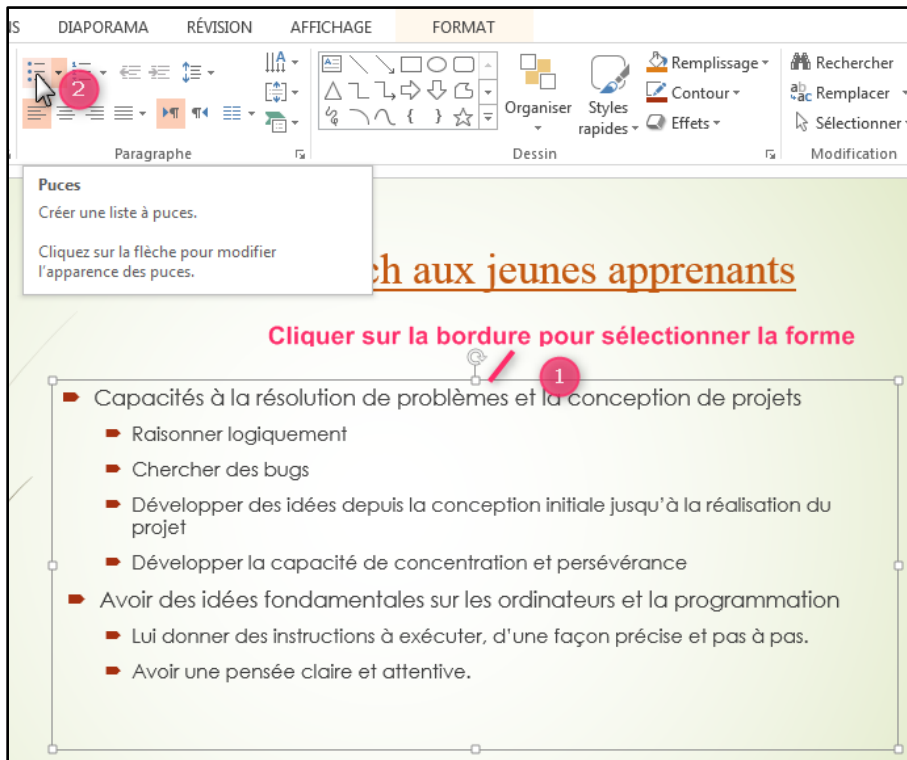 DIAPORAMA RÉVISION AFFICHAGE FORMAT
Remplissage
Rechercher
Contour
Remplacer
Organiser
Styles
rapides
Effets
Sélectionner
Paragraphe
Dessin
Modification
2
Puces
Créer une liste à puces.
Cliquez sur la flèche pour modifier
l'apparence des puces.
ch aux jeunes apprenants
Cliquer sur la bordure pour sélectionner la forme
1
Capacités à la résolution de problèmes et la conception de projets
Raisonner logiquement
Chercher des bugs
Développer des idées depuis la conception initiale jusqu'à la réalisation du
projet
Développer la capacité de concentration et persévérance
Avoir des idées fondamentales sur les ordinateurs et la programmation
Lui donner des instructions à exécuter, d'une façon précise et pas à pas.
Avoir une pensée claire et attentive.